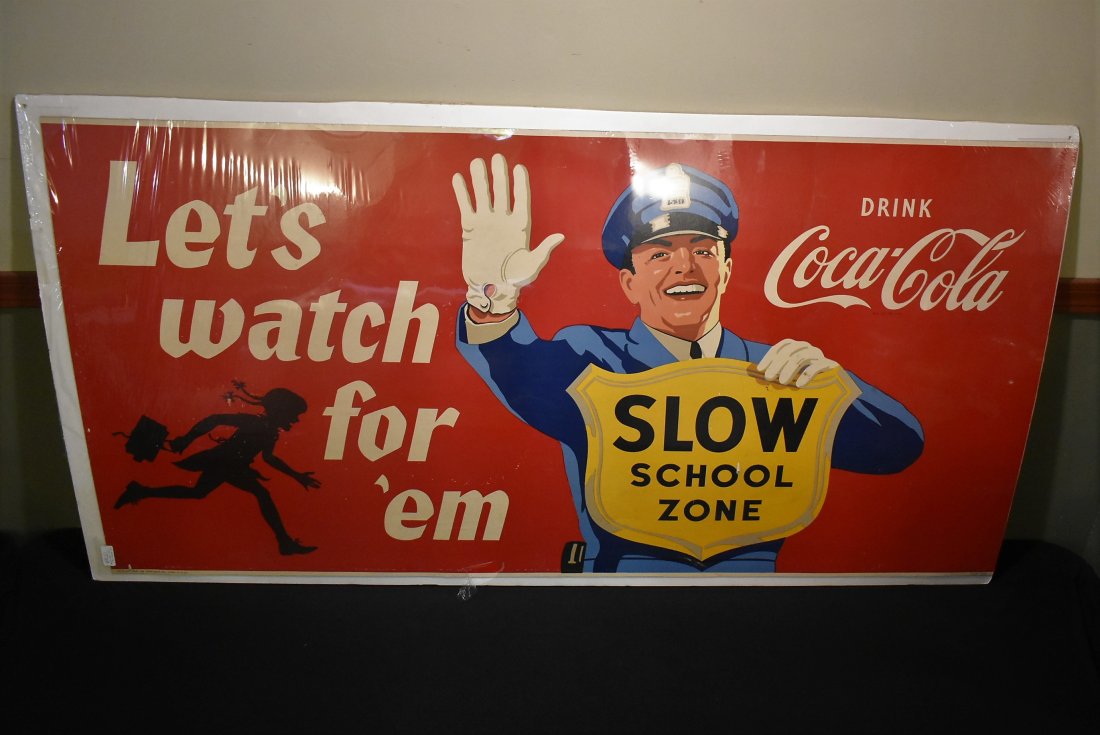 Let's
watch
for
'em
DRINK
Coca-Cola
SLOW
SCHOOL
ZONE